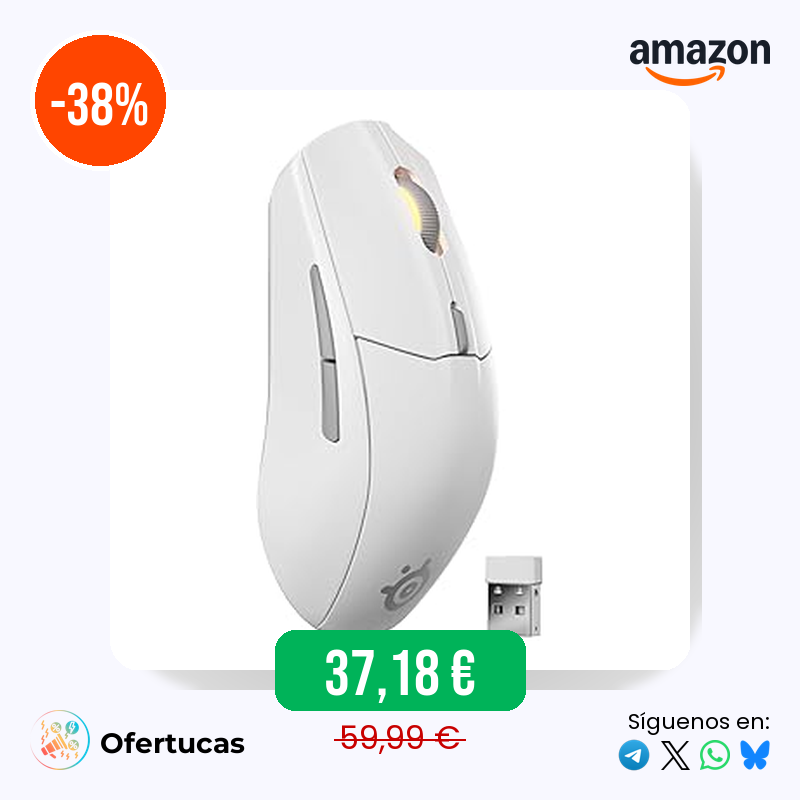 -38%
amazon
37,18 €
59,99 €
Ofertucas
Síguenos en: